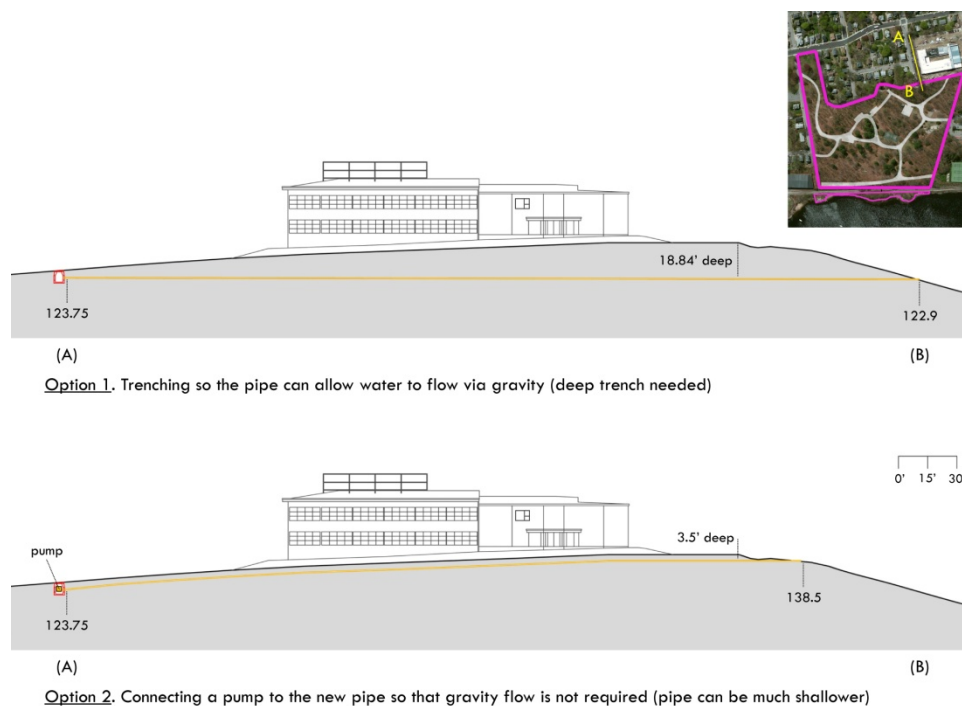 A
B
18.84' deep
123.75
122.9
(A)
(B)
Option 1. Trenching so the pipe can allow water to flow via gravity (deep trench needed)
0' 15' 30
3.5' deep
pump
138.5
123.75
(A)
(B)
Option 2. Connecting a pump to the new pipe so that gravity flow is not required (pipe can be much shallower)